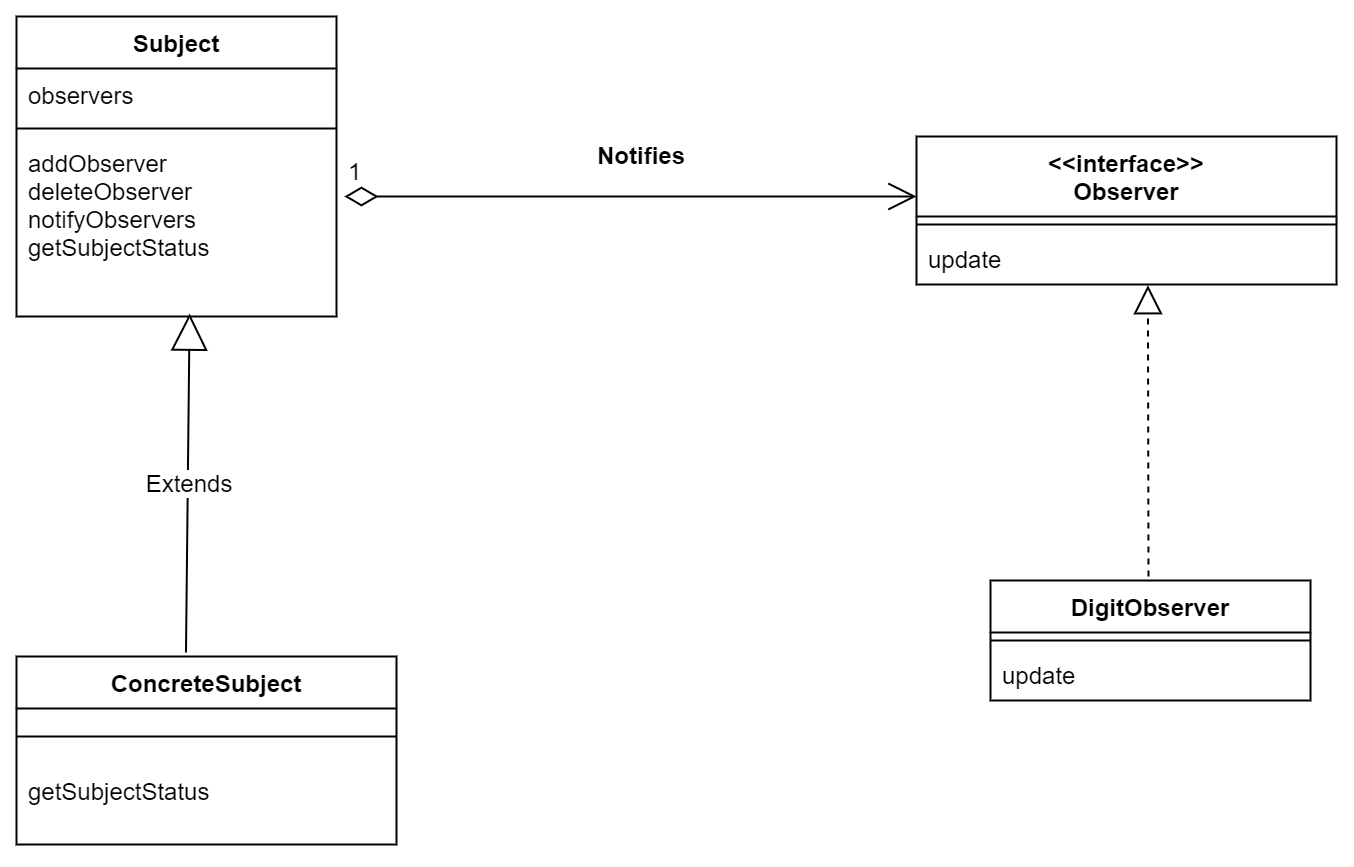 Subject
observers
addObserver
deleteObserver
notifyObservers
getSubjectStatus
1
Notifies
<<interface>>
Observer
update
Extends
DigitObserver
update
ConcreteSubject
getSubjectStatus